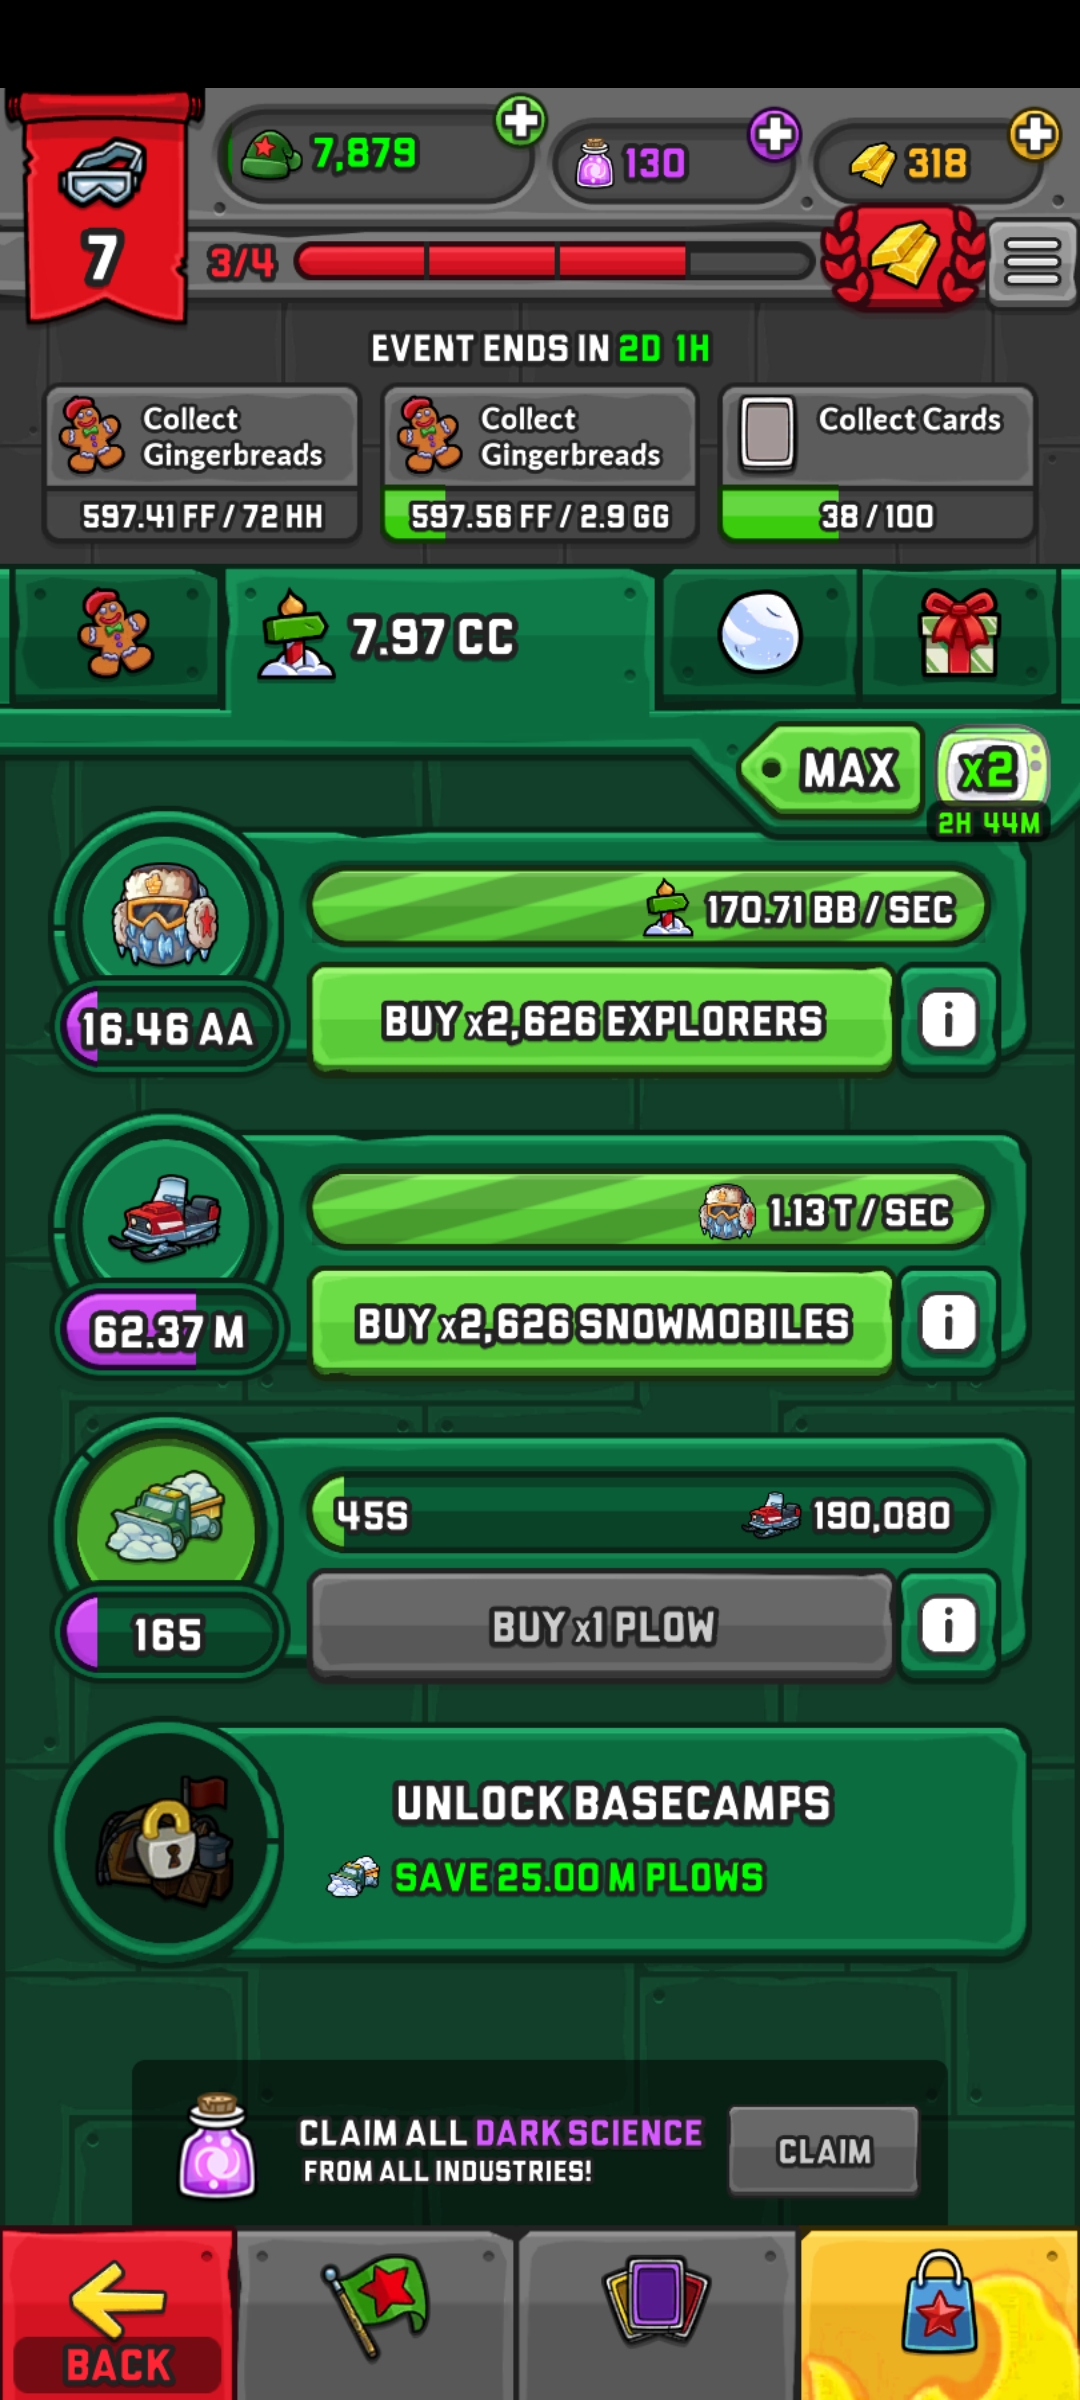 7,879
130
318
7
3/4
EVENT ENDS IN 2D 1H
Collect
Gingerbreads
597.41 FF / 72 HH
Collect
Gingerbreads
597.56 FF / 2.9 GG
Collect Cards
38 / 100
7.97 CC
MAX
x2
2H 44M
170.71 BB / SEC
16.46 AA
BUY x2,626 EXPLORERS
i
1.13 T / SEC
62.37 M
BUY x2,626 SNOWMOBILES
i
45S
190,080
165
BUY x1 PLOW
i
UNLOCK BASECAMPS
SAVE 25.00 M PLOWS
CLAIM ALL DARK SCIENCE
FROM ALL INDUSTRIES!
CLAIM
BACK